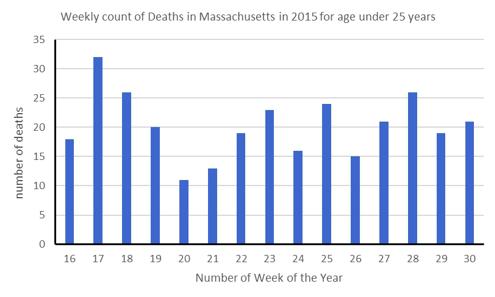 Weekly count of Deaths in Massachusetts in 2015 for age under 25 years
35
30
25
20
15
10
5
0
number of deaths
16 17 18 19 20 21 22 23 24 25 26 27 28 29 30
Number of Week of the Year